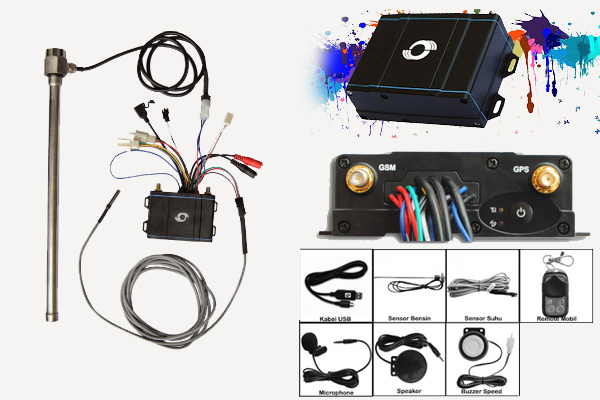 GSM
GPS
Kabel USB
Sensor Bensin
Sensor Suhu
Remote Mobil
Microphone
Speaker
Buzzer Speed